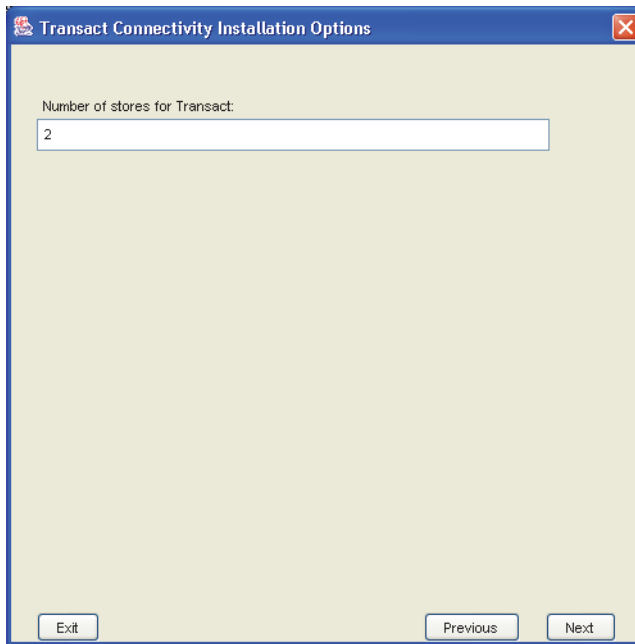 Transact Connectivity Installation Options
Number of stores for Transact:
2
Exit
Previous
Next